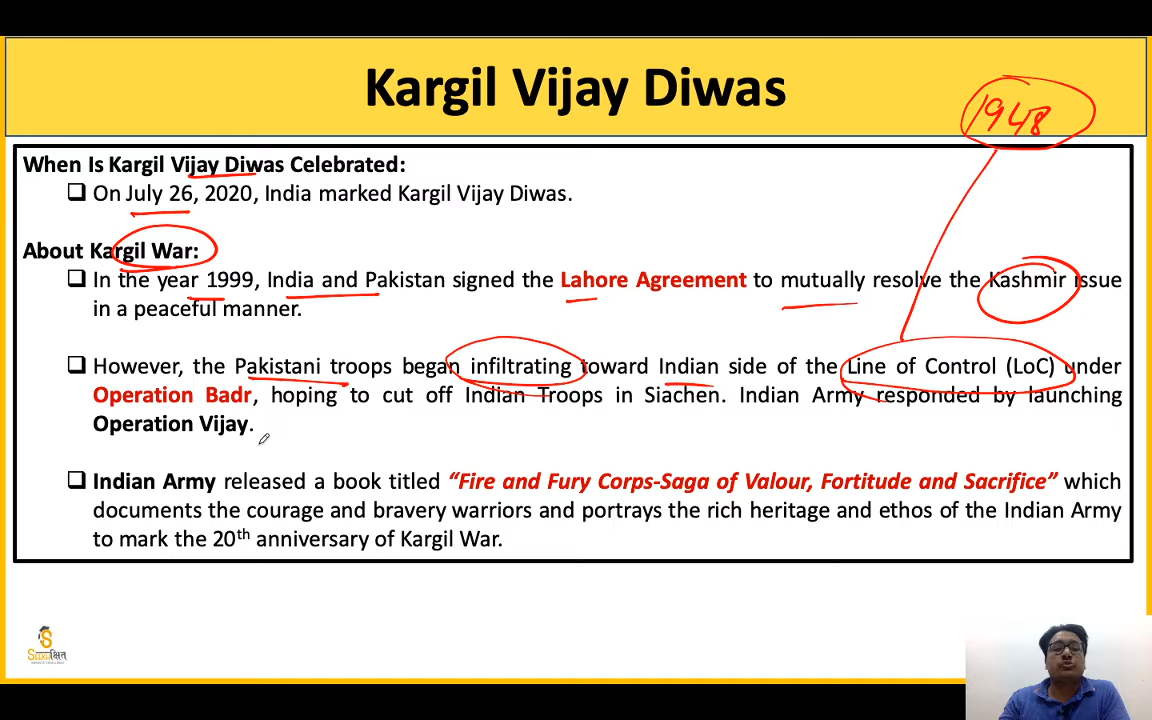 Kargil Vijay Diwas
1948
When Is Kargil Vijay Diwas Celebrated:
❑ On July 26, 2020, India marked Kargil Vijay Diwas.
About Kargil War:
❑ In the year 1999, India and Pakistan signed the Lahore Agreement to mutually resolve the Kashmir issue
in a peaceful manner.
❑ However, the Pakistani troops began infiltrating toward Indian side of the Line of Control (LoC) under
Operation Badr, hoping to cut off Indian Troops in Siachen. Indian Army responded by launching
Operation Vijay.
❑ Indian Army released a book titled “Fire and Fury Corps-Saga of Valour, Fortitude and Sacrifice” which
documents the courage and bravery warriors and portrays the rich heritage and ethos of the Indian Army
to mark the 20th anniversary of Kargil War.